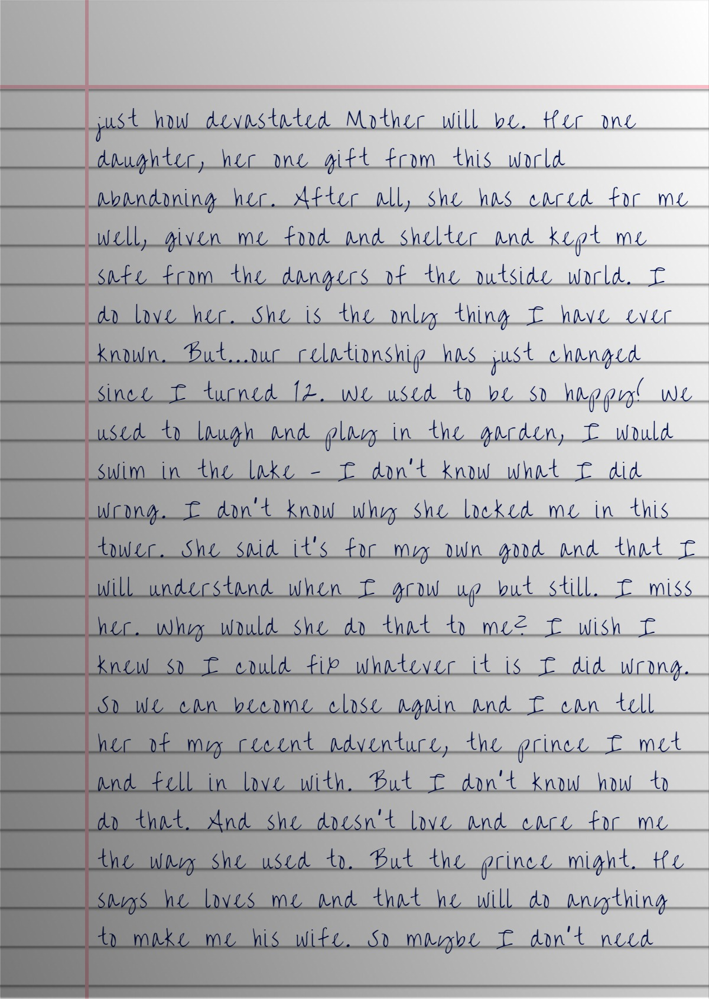 just how devastated Mother will be. Her one
daughter, her one gift from this world
abandoning her. After all, she has cared for me
well, given me food and shelter and kept me
safe from the dangers of the outside world. I
do love her. She is the only thing I have ever
known. But...our relationship has just changed
since I turned 12. We used to be so happy! We
used to laugh and play in the garden, I would
swim in the lake - I don't know what I did
wrong. I don't know why she locked me in this
tower. She said it's for my own good and that I
will understand when I grow up but still. I miss
her. Why would she do that to me? I wish I
knew so I could fix whatever it is I did wrong.
So we can become close again and I can tell
her of my recent adventure, the prince I met
and fell in love with. But I don't know how to
do that. And she doesn't love and care for me
the way she used to. But the prince might. He
says he loves me and that he will do anything
to make me his wife. So maybe I don't need